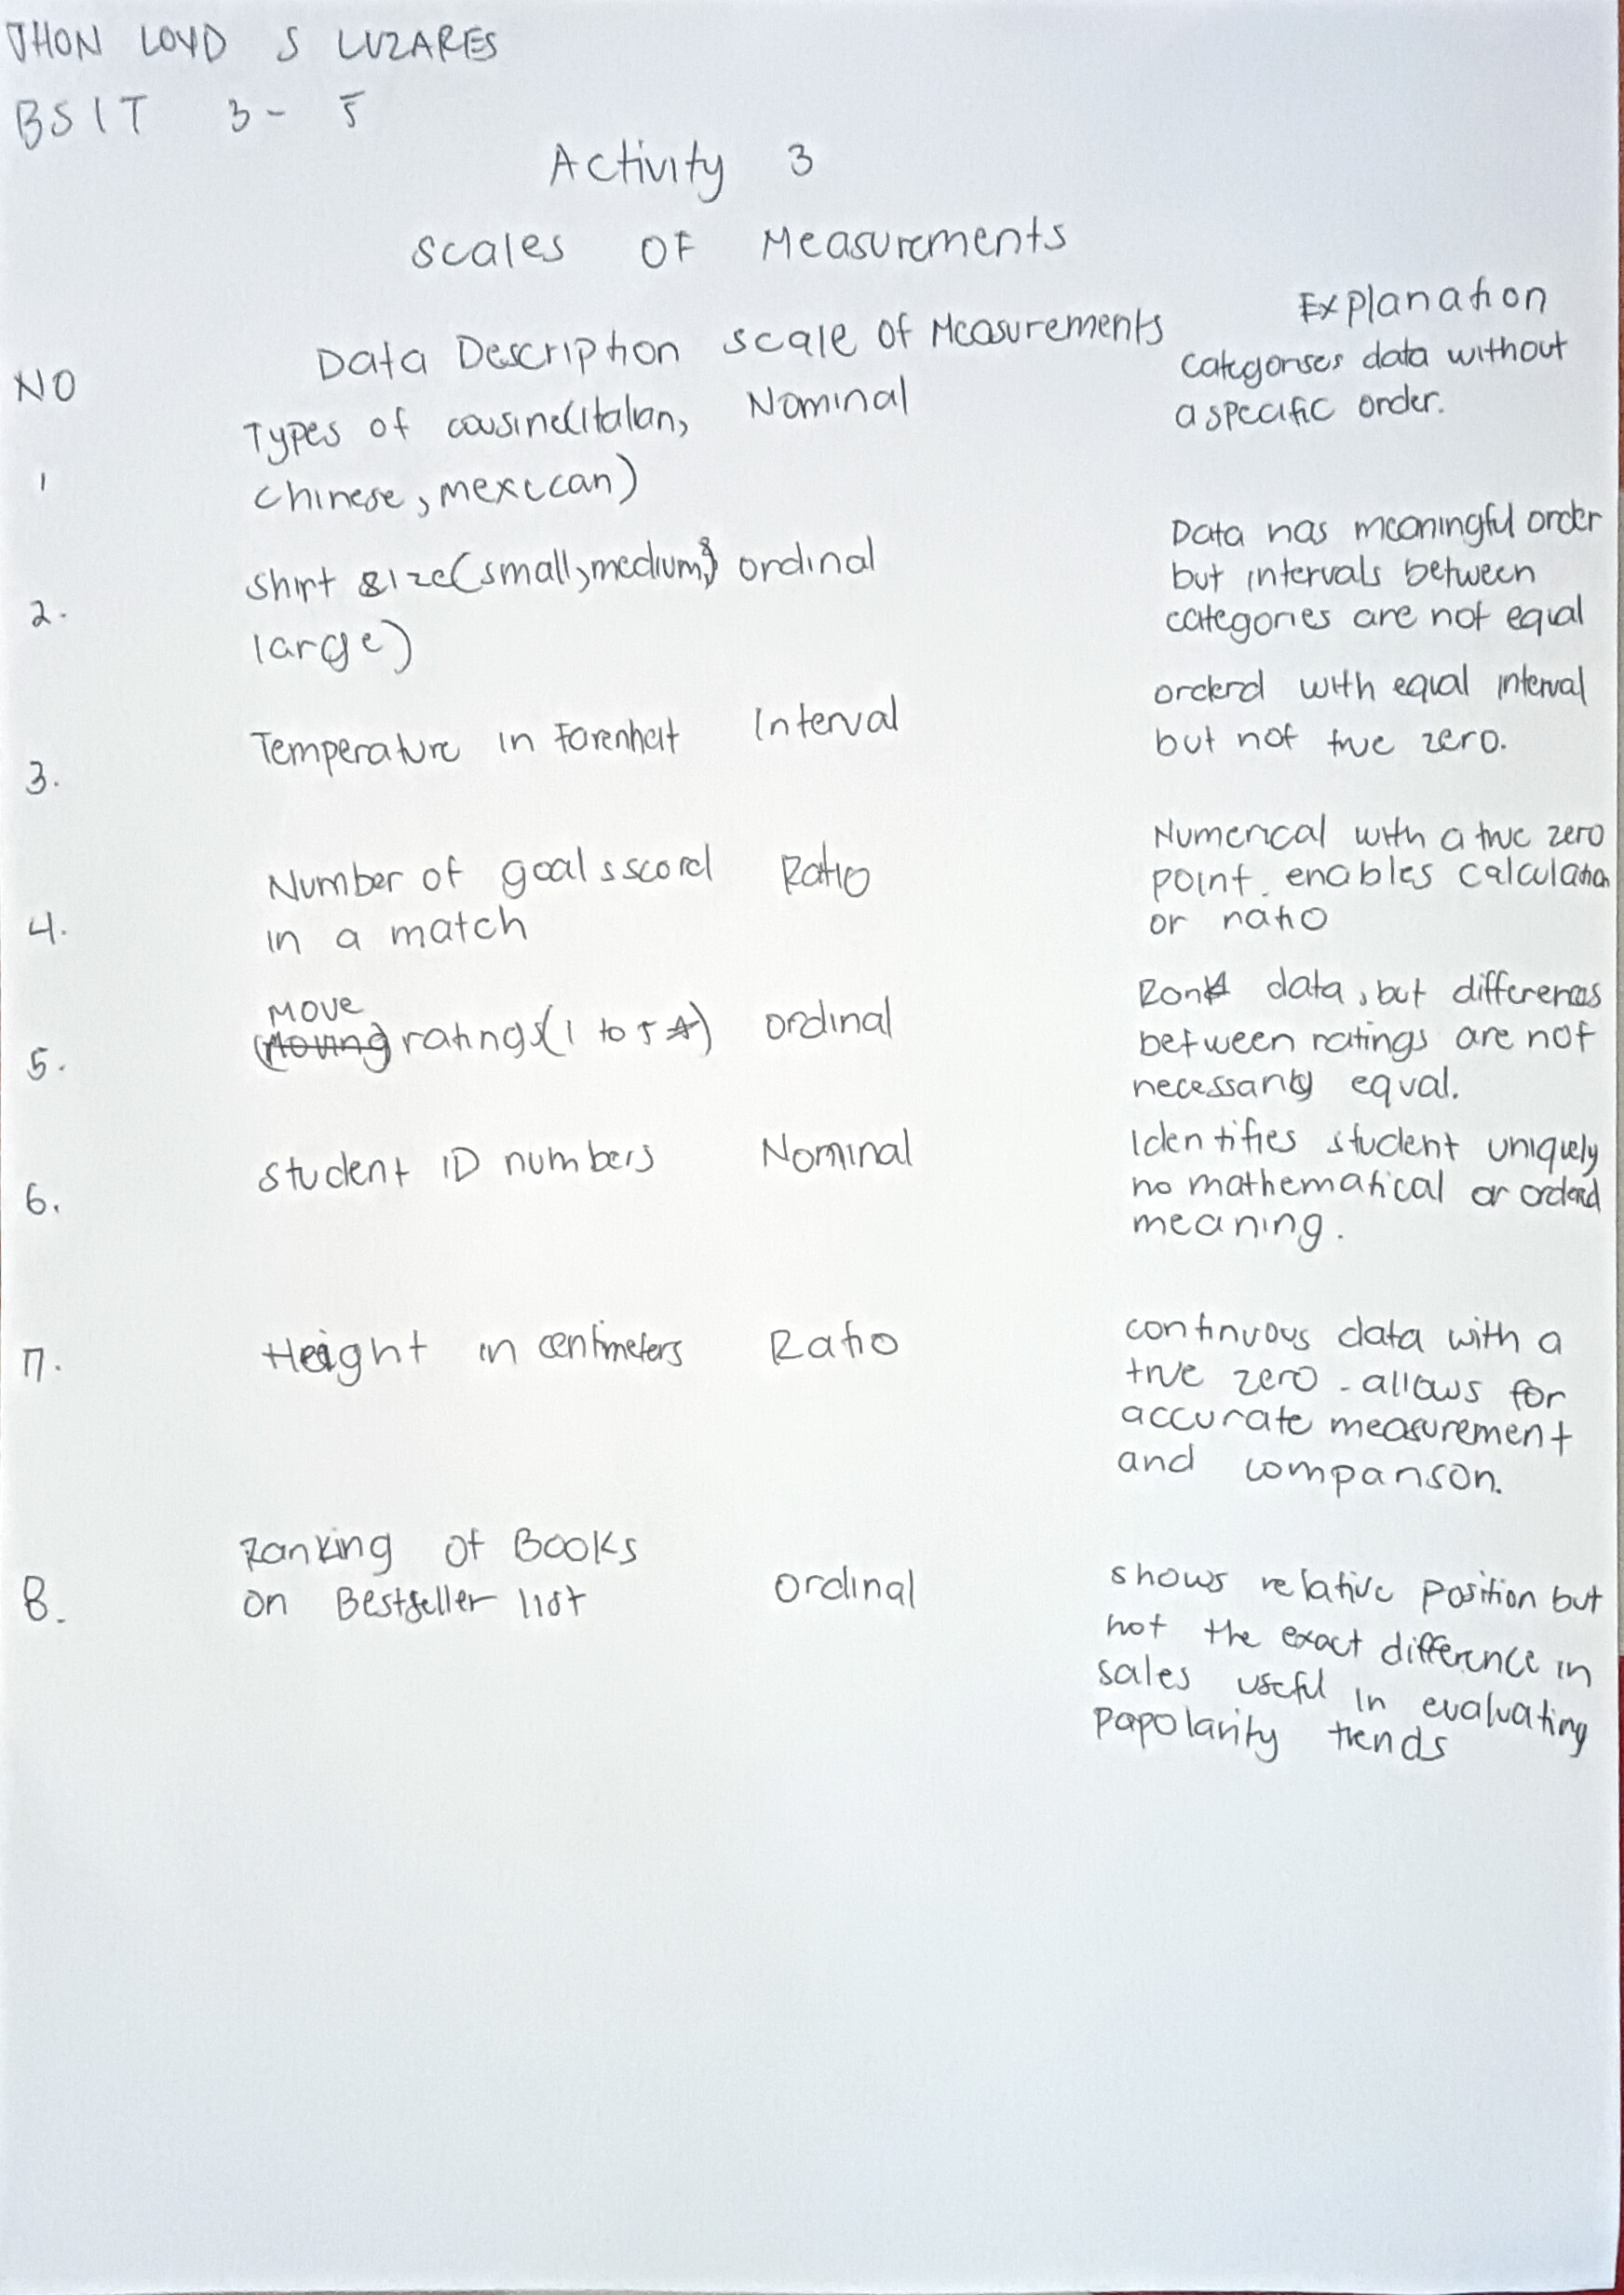 JHON LOYD S LUZARES
BSIT 3-5
Activity 3
Scales OF Measurements
NO Data Description Scale of Measurements Explanation
1 Types of cousine(Italian, Nominal Categorises data without
chinese, mexican) a specific order.
2. Shirt size(small, medium, ordinal Data has meaningful order
large) but intervals between
categories are not equal
3. Temperature in Farenheit Interval orderd with equal interval
but not true zero.
4. Number of goals scord Ratio Numerical with a true zero
in a match point. enables calculation
or ratio
5. Move ratings(1 to 5 ☆) ordinal Rank data, but differences
between ratings are not
necessarily equal.
6. Student ID numbers Nominal Identifies student uniquely
no mathematical or orderd
meaning.
7. Height in centimeters Ratio continuous data with a
true zero - allows for
accurate measurement
and comparison.
8. Ranking of Books ordinal shows relative position but
on Bestseller list not the exact difference in
sales useful in evaluating
Papolarity trends